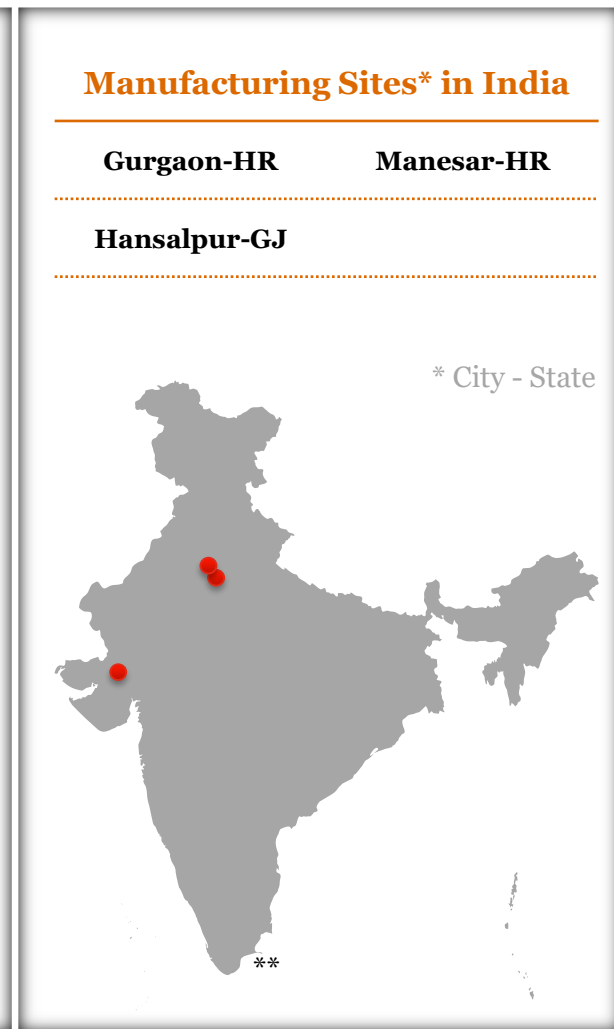 Manufacturing Sites* in India
Gurgaon-HR Manesar-HR
Hansalpur-GJ
* City - State
**